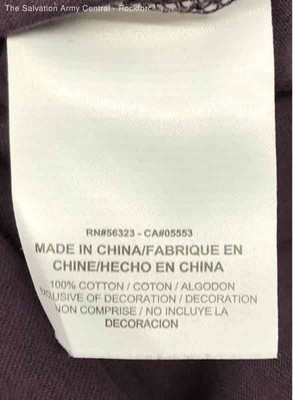 The Salvation Army Central - Rockford
RN#56323 - CA#05553
MADE IN CHINA/FABRIQUE EN
CHINE/HECHO EN CHINA
100% COTTON / COTON / ALGODON
EXCLUSIVE OF DECORATION / DECORATION
NON COMPRISE / NO INCLUYE LA
DECORACION